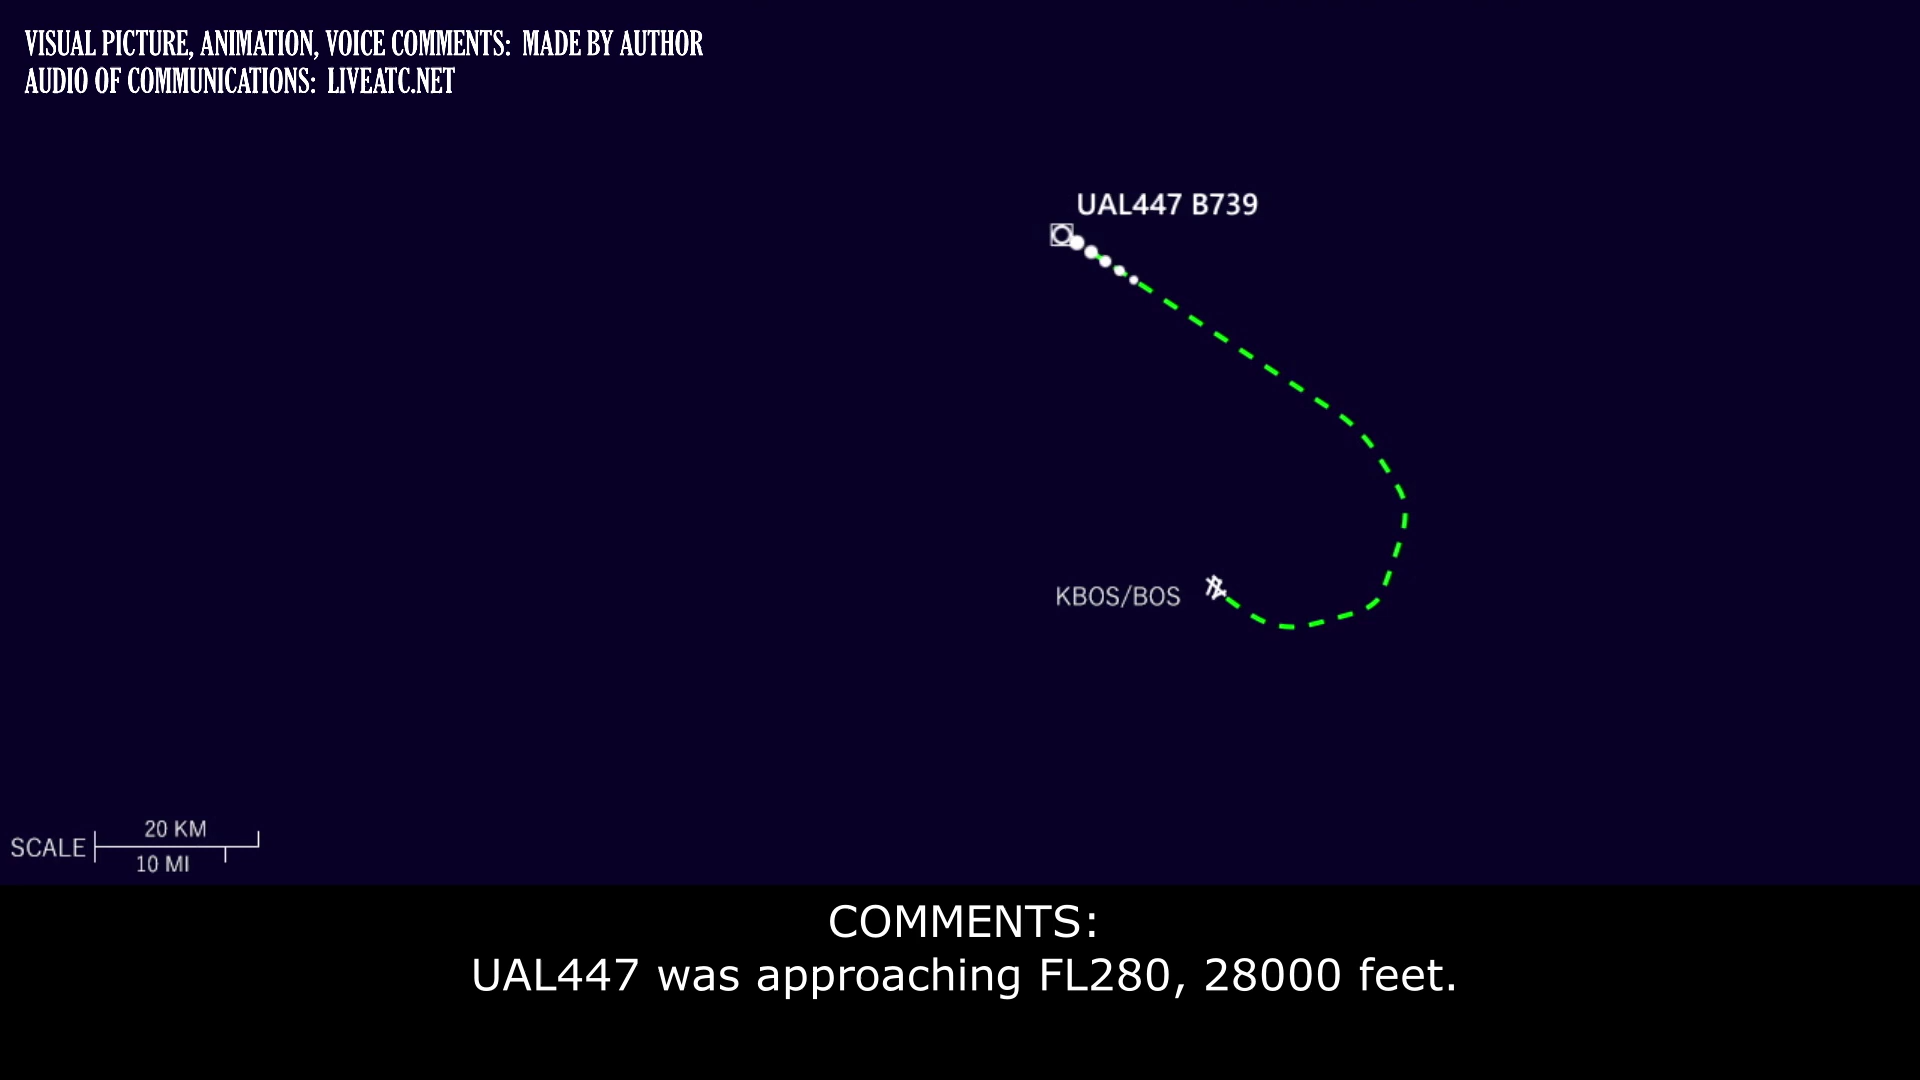 VISUAL PICTURE, ANIMATION, VOICE COMMENTS: MADE BY AUTHOR
AUDIO OF COMMUNICATIONS: LIVEATC.NET
UAL447 B739
KBOS/BOS
20 KM
SCALE
10 MI
COMMENTS:
UAL447 was approaching FL280, 28000 feet.